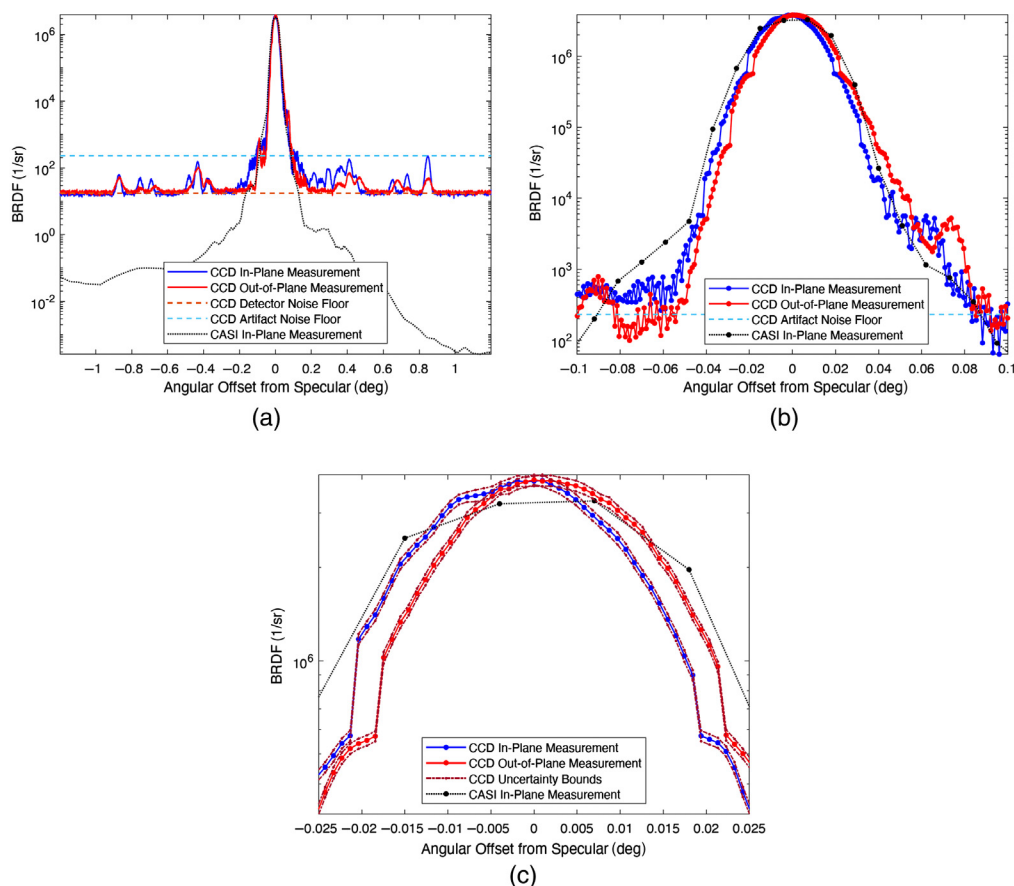 10^6
10^4
10^2
10^0
10^-2
BRDF (1/sr)
CCD In-Plane Measurement
CCD Out-of-Plane Measurement
CCD Detector Noise Floor
CCD Artifact Noise Floor
CASI In-Plane Measurement
-1 -0.8 -0.6 -0.4 -0.2 0 0.2 0.4 0.6 0.8 1
Angular Offset from Specular (deg)
(a)
10^6
10^5
10^4
10^3
10^2
BRDF (1/sr)
CCD In-Plane Measurement
CCD Out-of-Plane Measurement
CCD Artifact Noise Floor
CASI In-Plane Measurement
-0.1 -0.08 -0.06 -0.04 -0.02 0 0.02 0.04 0.06 0.08 0.1
Angular Offset from Specular (deg)
(b)
10^6
BRDF (1/sr)
CCD In-Plane Measurement
CCD Out-of-Plane Measurement
CCD Uncertainty Bounds
CASI In-Plane Measurement
-0.025 -0.02 -0.015 -0.01 -0.005 0 0.005 0.01 0.015 0.02 0.025
Angular Offset from Specular (deg)
(c)